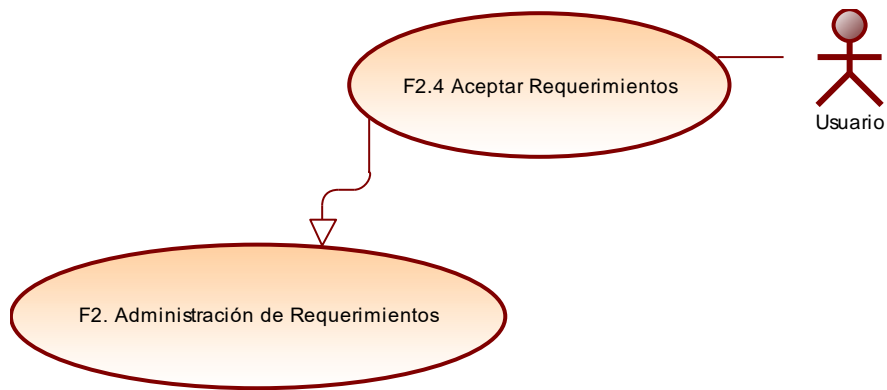 F2.4 Aceptar Requerimientos
Usuario
F2. Administración de Requerimientos